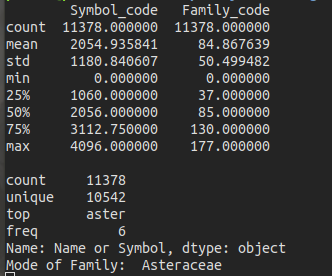 Symbol_code Family_code
count 11378.000000 11378.000000
mean 2054.935841 84.867639
std 1180.840607 50.499482
min 0.000000 0.000000
25% 1060.000000 37.000000
50% 2056.000000 85.000000
75% 3112.750000 130.000000
max 4096.000000 177.000000
count 11378
unique 10542
top aster
freq 6
Name: Name or Symbol, dtype: object
Mode of Family: Asteraceae